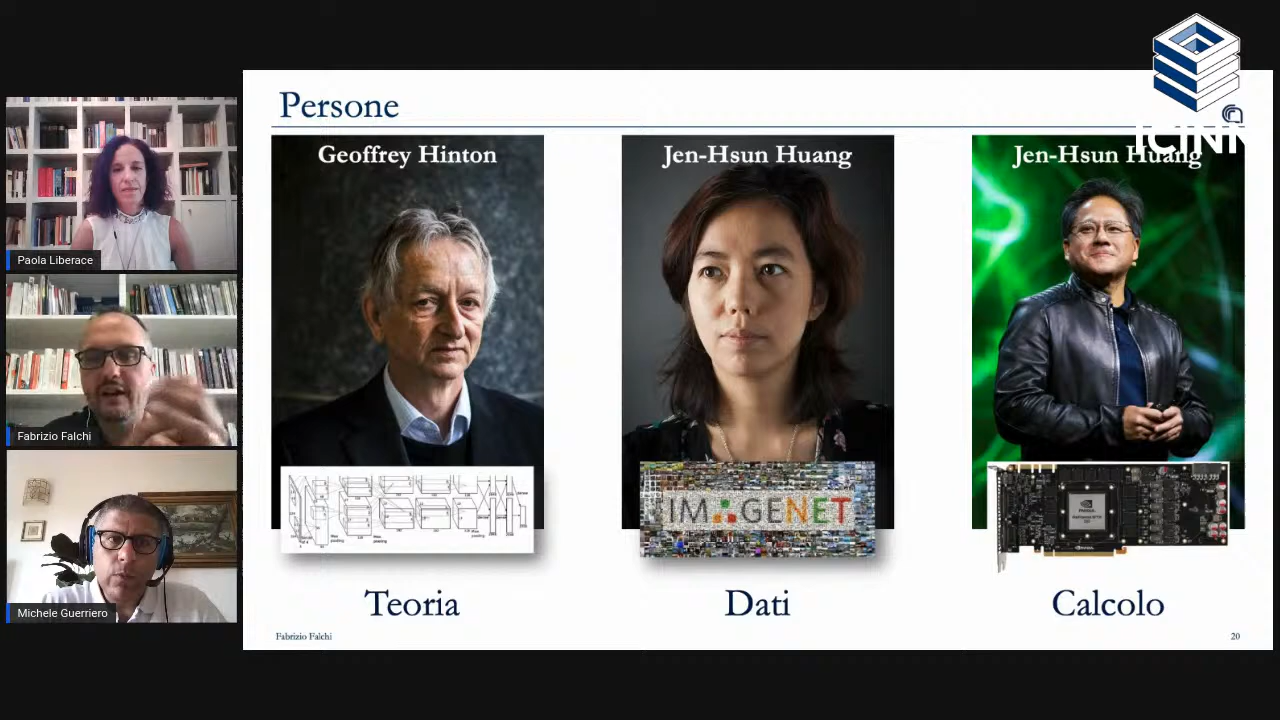 Persone
Geoffrey Hinton
Jen-Hsun Huang
Jen-Hsun Huang
Paola Liberace
Fabrizio Falchi
Michele Guerriero
IMAGENET
NVIDIA
Teoria
Dati
Calcolo
Fabrizio Falchi
20